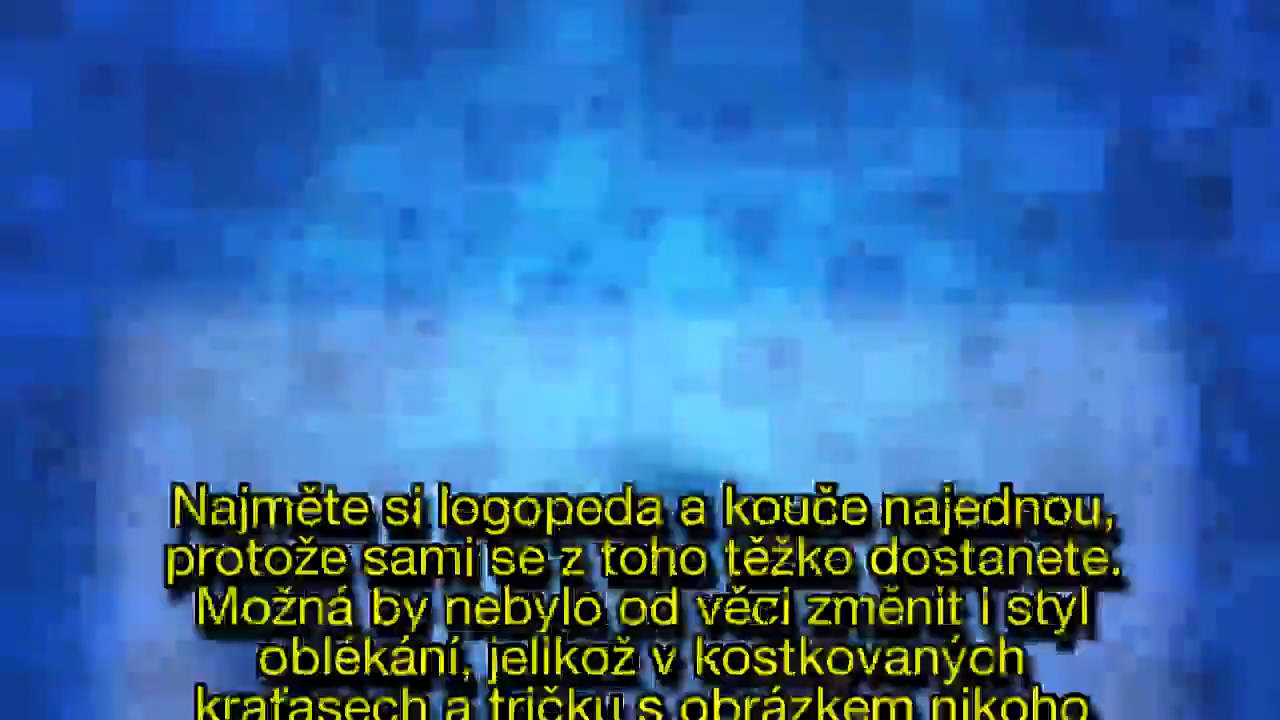 Najměte si logopeda a kouče najednou,
protože sami se z toho těžko dostanete.
Možná by nebylo od věci změnit i styl
oblékání, jelikož v kostkovaných
kraťasech a tričku s obrázkem nikoho